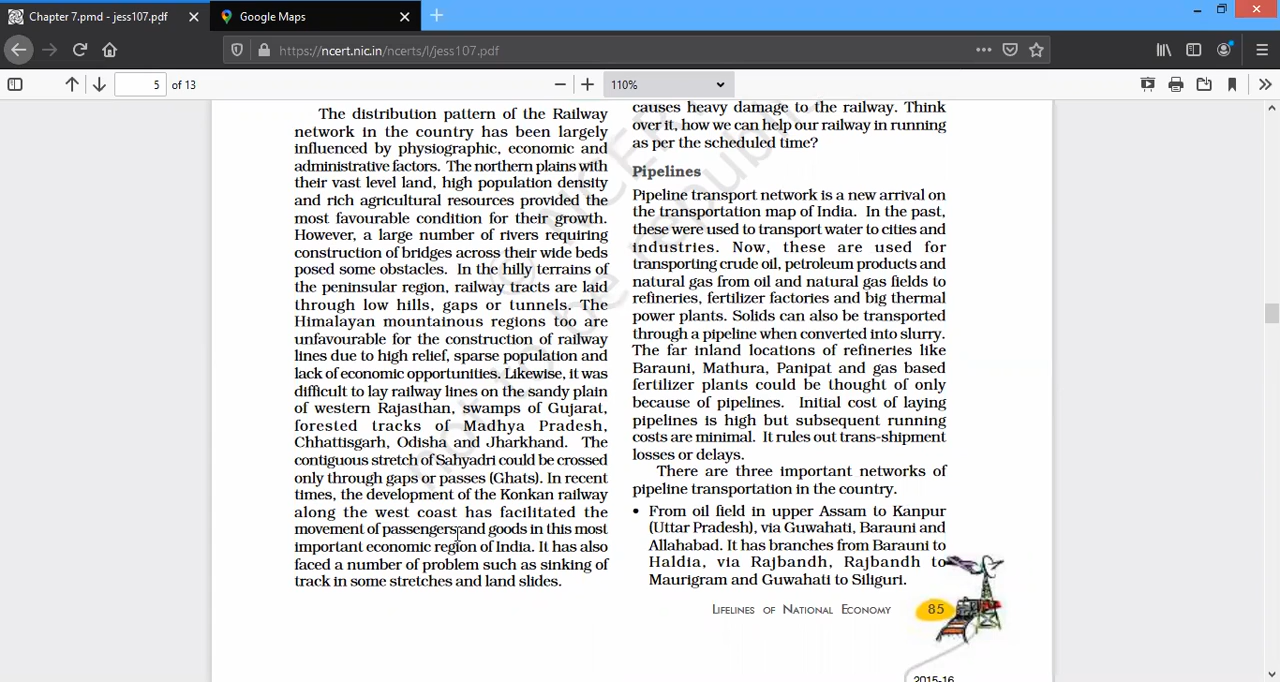 Chapter 7.pmd - jess107.pdf
Google Maps
https://ncert.nic.in/ncerts/l/jess107.pdf
5 of 13
110%
The distribution pattern of the Railway
network in the country has been largely
influenced by physiographic, economic and
administrative factors. The northern plains with
their vast level land, high population density
and rich agricultural resources provided the
most favourable condition for their growth.
However, a large number of rivers requiring
construction of bridges across their wide beds
posed some obstacles. In the hilly terrains of
the peninsular region, railway tracts are laid
through low hills, gaps or tunnels. The
Himalayan mountainous regions too are
unfavourable for the construction of railway
lines due to high relief, sparse population and
lack of economic opportunities. Likewise, it was
difficult to lay railway lines on the sandy plain
of western Rajasthan, swamps of Gujarat,
forested tracks of Madhya Pradesh,
Chhattisgarh, Odisha and Jharkhand. The
contiguous stretch of Sahyadri could be crossed
only through gaps or passes (Ghats). In recent
times, the development of the Konkan railway
along the west coast has facilitated the
movement of passengers and goods in this most
important economic region of India. It has also
faced a number of problem such as sinking of
track in some stretches and land slides.
causes heavy damage to the railway. Think
over it, how we can help our railway in running
as per the scheduled time?
Pipelines
Pipeline transport network is a new arrival on
the transportation map of India. In the past,
these were used to transport water to cities and
industries. Now, these are used for
transporting crude oil, petroleum products and
natural gas from oil and natural gas fields to
refineries, fertilizer factories and big thermal
power plants. Solids can also be transported
through a pipeline when converted into slurry.
The far inland locations of refineries like
Barauni, Mathura, Panipat and gas based
fertilizer plants could be thought of only
because of pipelines. Initial cost of laying
pipelines is high but subsequent running
costs are minimal. It rules out trans-shipment
losses or delays.
There are three important networks of
pipeline transportation in the country.
• From oil field in upper Assam to Kanpur
(Uttar Pradesh), via Guwahati, Barauni and
Allahabad. It has branches from Barauni to
Haldia, via Rajbandh, Rajbandh to
Maurigram and Guwahati to Siliguri.
LIFELINES OF NATIONAL ECONOMY 85
2015-16
© NCERT
not to be republi